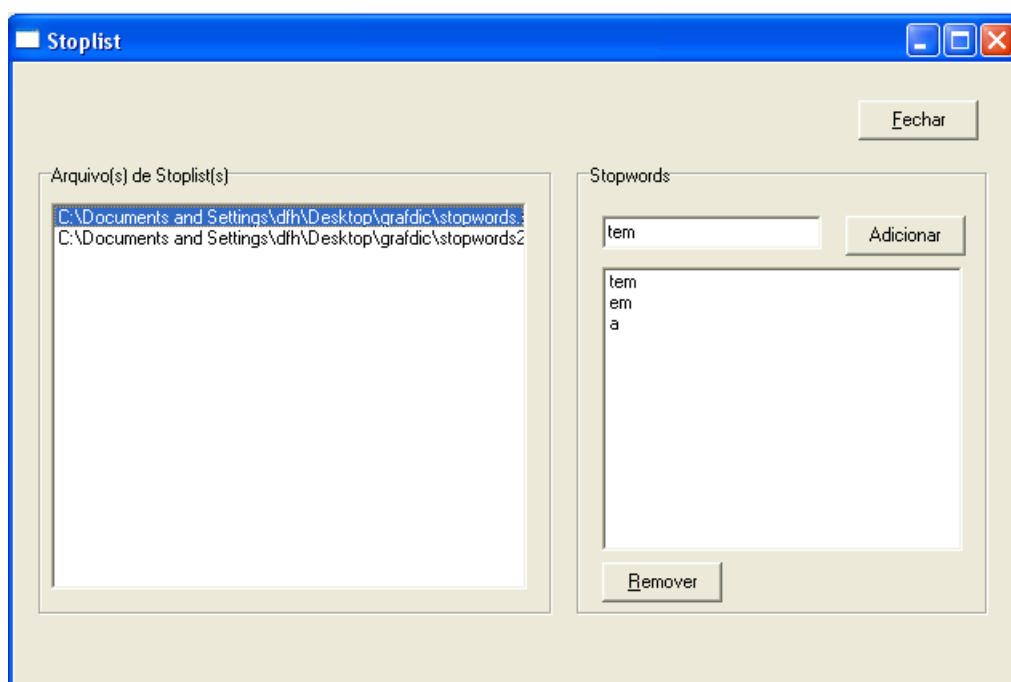 Stoplist
Fechar
Arquivo(s) de Stoplist(s)
C:\Documents and Settings\dfh\Desktop\grafdic\stopwords.
C:\Documents and Settings\dfh\Desktop\grafdic\stopwords2
Stopwords
tem
Adicionar
tem
em
a
Remover